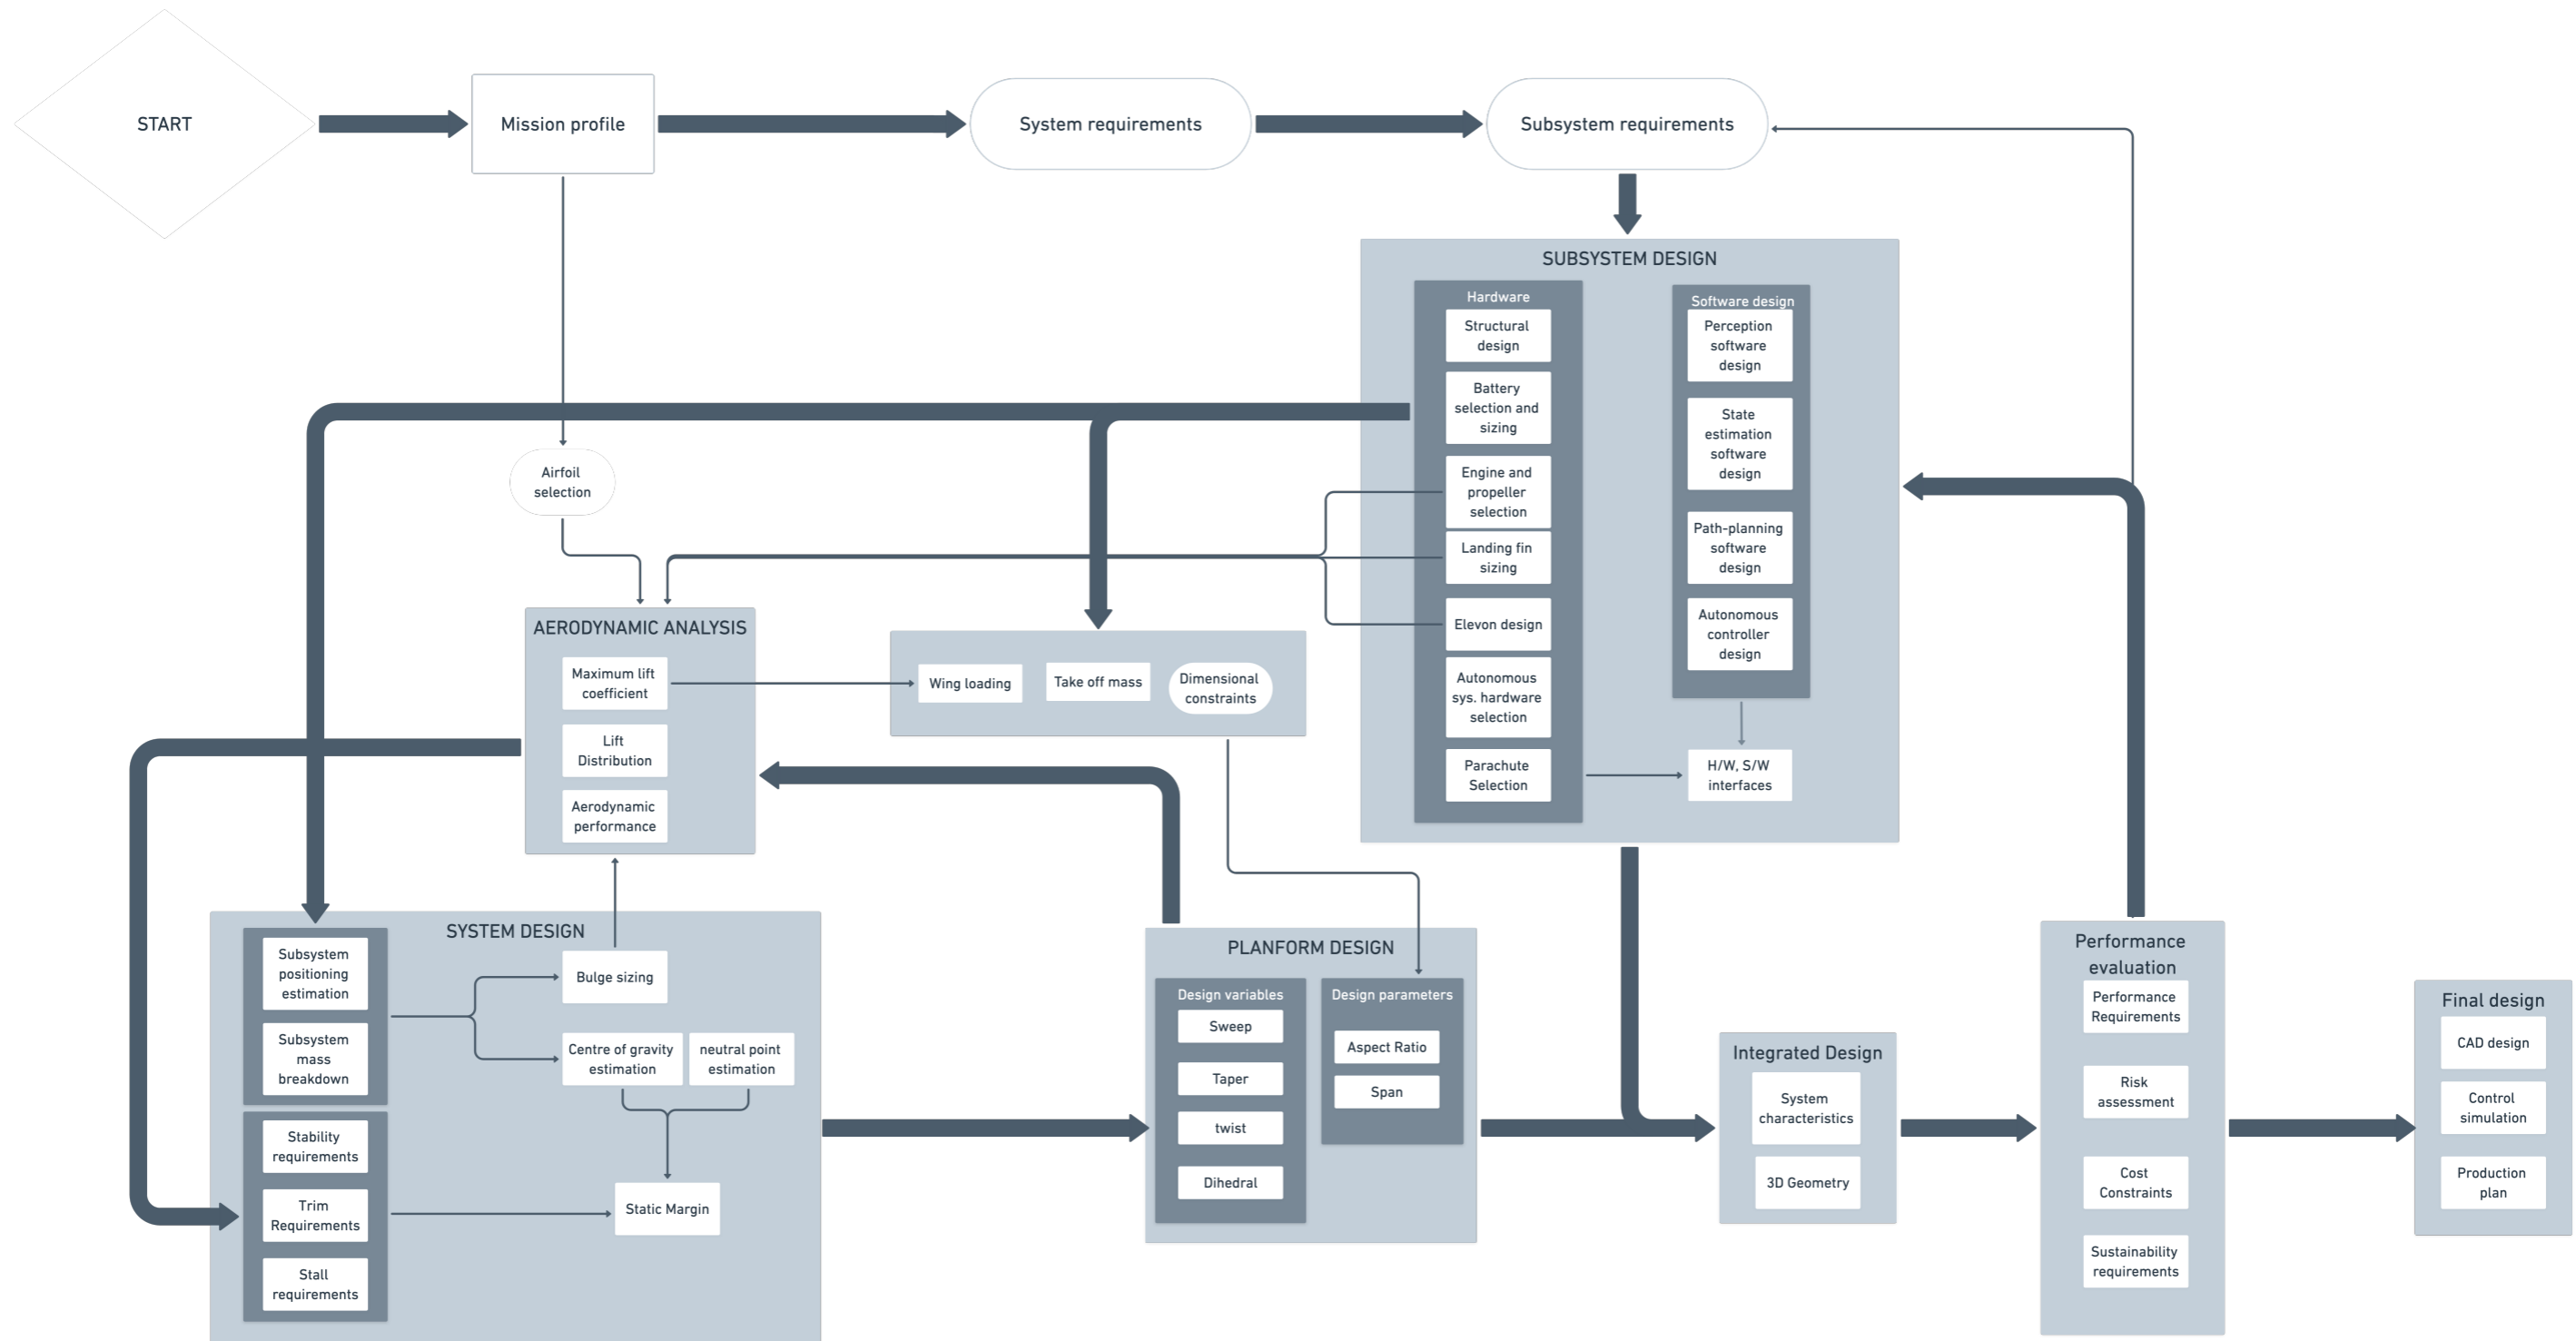 START
Mission profile
System requirements
Subsystem requirements
SUBSYSTEM DESIGN
Hardware
Structural
design
Battery
selection and
sizing
Engine and
propeller
selection
Landing fin
sizing
Elevon design
Autonomous
sys. hardware
selection
Parachute
Selection
Software design
Perception
software
design
State
estimation
software
design
Path-planning
software
design
Autonomous
controller
design
H/W, S/W
interfaces
Airfoil
selection
AERODYNAMIC ANALYSIS
Maximum lift
coefficient
Lift
Distribution
Aerodynamic
performance
Wing loading
Take off mass
Dimensional
constraints
SYSTEM DESIGN
Subsystem
positioning
estimation
Subsystem
mass
breakdown
Stability
requirements
Trim
Requirements
Stall
requirements
Bulge sizing
Centre of gravity
estimation
neutral point
estimation
Static Margin
PLANFORM DESIGN
Design variables
Sweep
Taper
twist
Dihedral
Design parameters
Aspect Ratio
Span
Integrated Design
System
characteristics
3D Geometry
Performance
evaluation
Performance
Requirements
Risk
assessment
Cost
Constraints
Sustainability
requirements
Final design
CAD design
Control
simulation
Production
plan